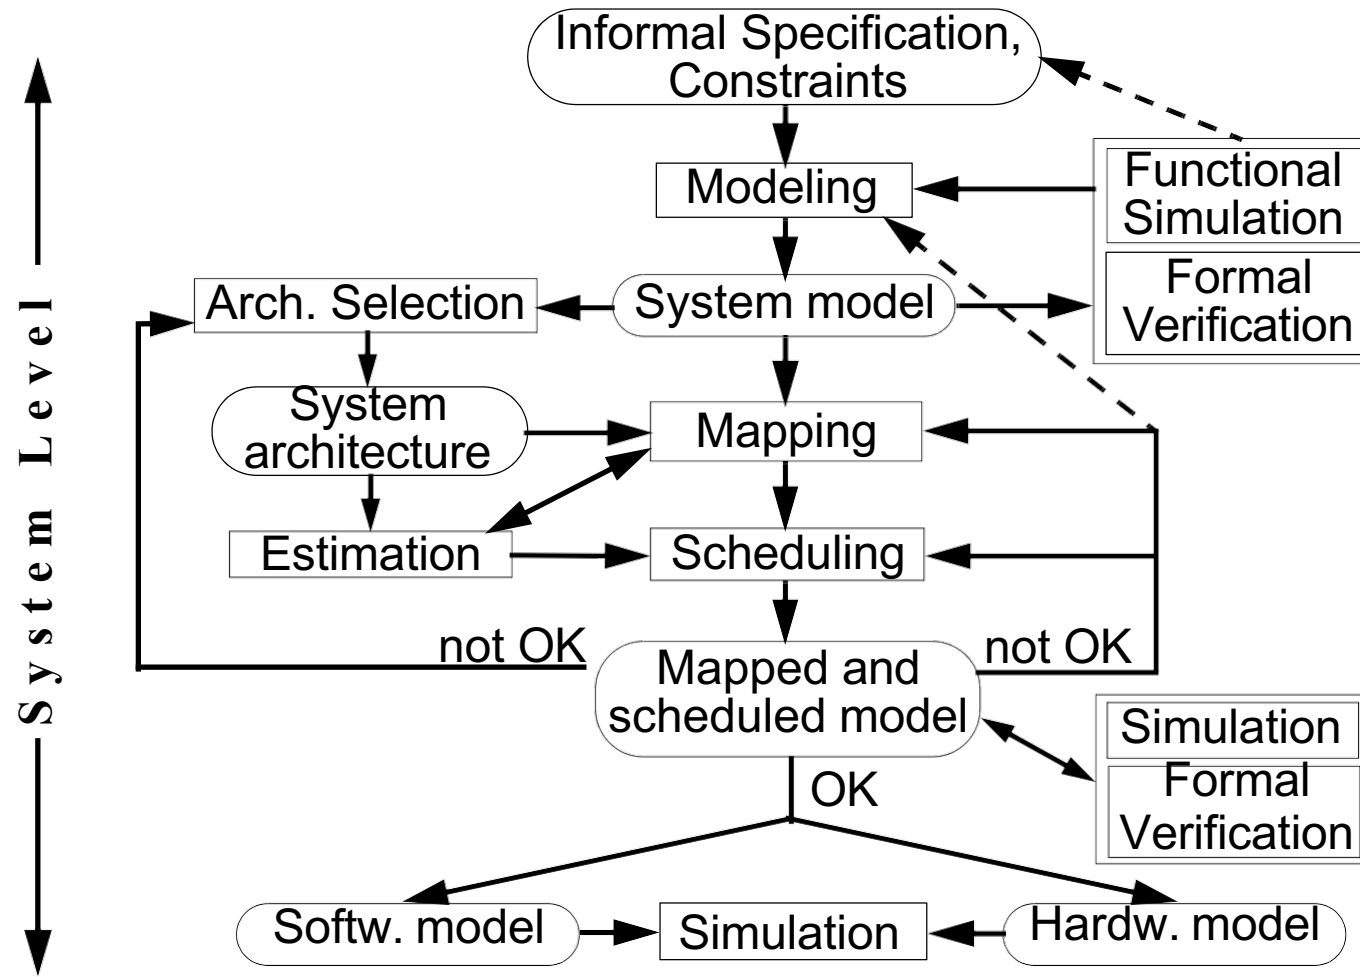 Informal Specification,
Constraints
Modeling
Functional
Simulation
Formal
Verification
Arch. Selection
System model
System
architecture
Mapping
Estimation
Scheduling
not OK
Mapped and
scheduled model
not OK
Simulation
Formal
Verification
OK
Softw. model
Simulation
Hardw. model
System Level